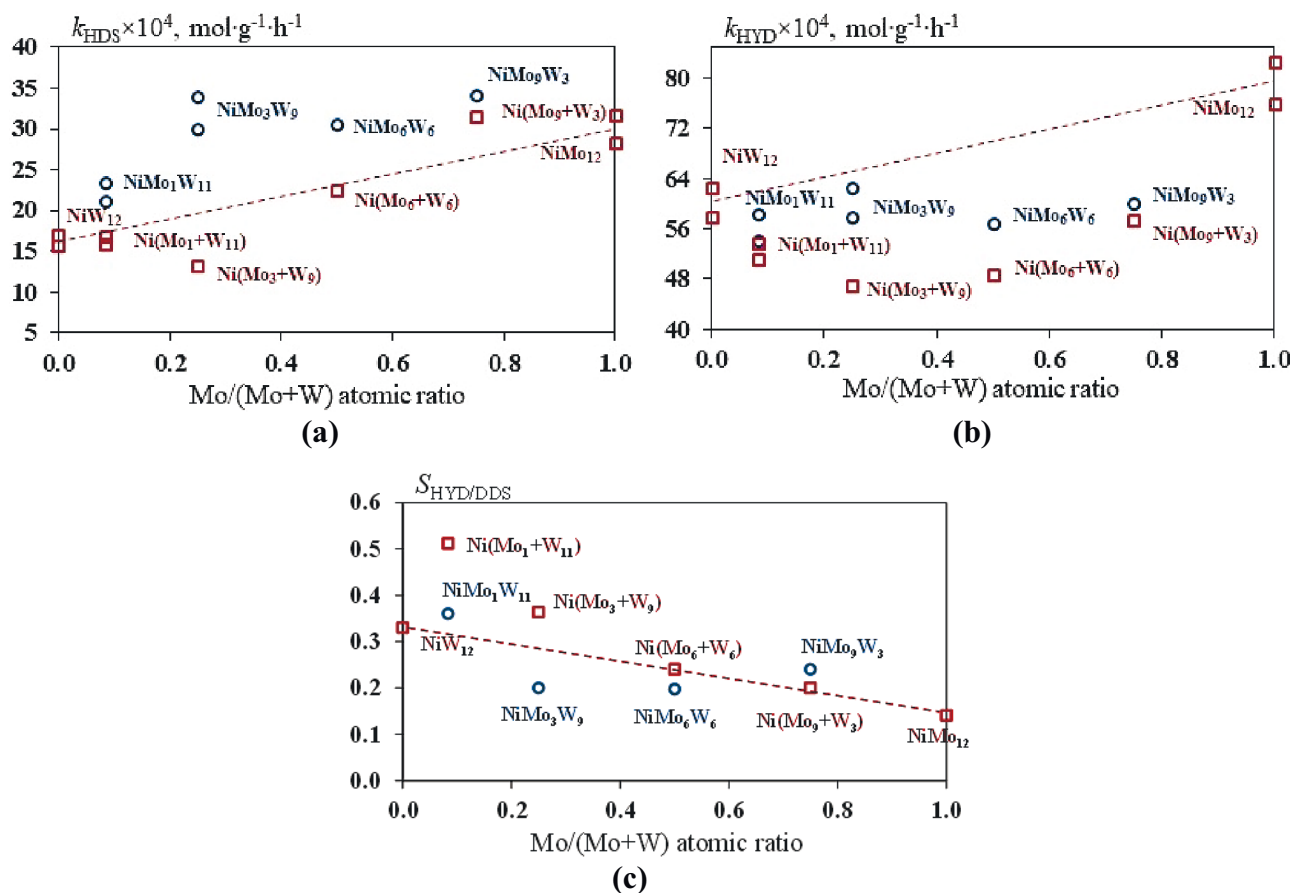 k_HDS×10⁴, mol·g⁻¹·h⁻¹
40
35
30
25
20
15
10
5
NiMo₉W₃
NiMo₃W₉
Ni(Mo₉+W₃)
NiMo₆W₆
NiMo₁₂
NiMo₁W₁₁
Ni(Mo₆+W₆)
NiW₁₂
Ni(Mo₁+W₁₁)
Ni(Mo₃+W₉)
0.0 0.2 0.4 0.6 0.8 1.0
Mo/(Mo+W) atomic ratio
(a)
k_HYD×10⁴, mol·g⁻¹·h⁻¹
80
72
64
56
48
40
NiMo₁₂
NiW₁₂
NiMo₁W₁₁
NiMo₉W₃
NiMo₃W₉
NiMo₆W₆
Ni(Mo₁+W₁₁)
Ni(Mo₉+W₃)
Ni(Mo₆+W₆)
Ni(Mo₃+W₉)
0.0 0.2 0.4 0.6 0.8 1.0
Mo/(Mo+W) atomic ratio
(b)
S_HYD/DDS
0.6
0.5
0.4
0.3
0.2
0.1
0.0
Ni(Mo₁+W₁₁)
NiMo₁W₁₁
Ni(Mo₃+W₉)
NiW₁₂
Ni(Mo₆+W₆)
NiMo₉W₃
NiMo₃W₉
NiMo₆W₆
Ni(Mo₉+W₃)
NiMo₁₂
0.0 0.2 0.4 0.6 0.8 1.0
Mo/(Mo+W) atomic ratio
(c)